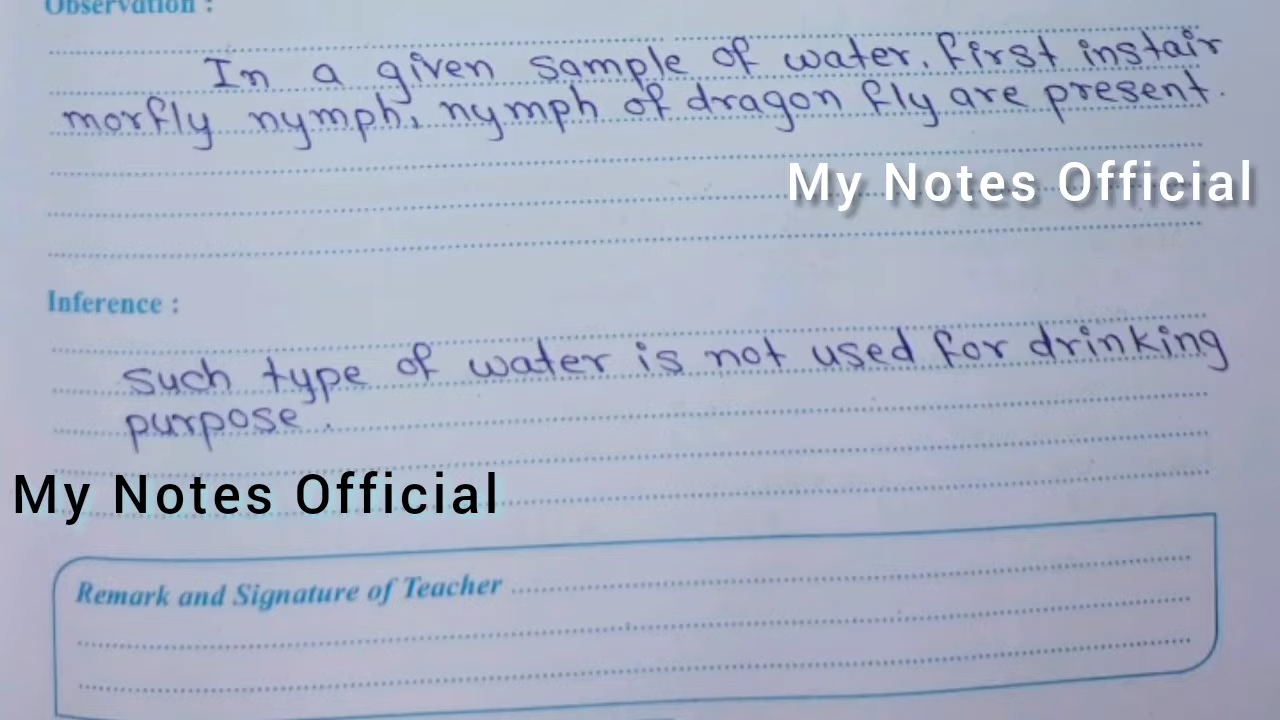 Observation :
In a given sample of water. first instair
morfly nymph, nymph of dragon fly are present.
My Notes Official
Inference :
such type of water is not used for drinking
purpose.
My Notes Official
Remark and Signature of Teacher